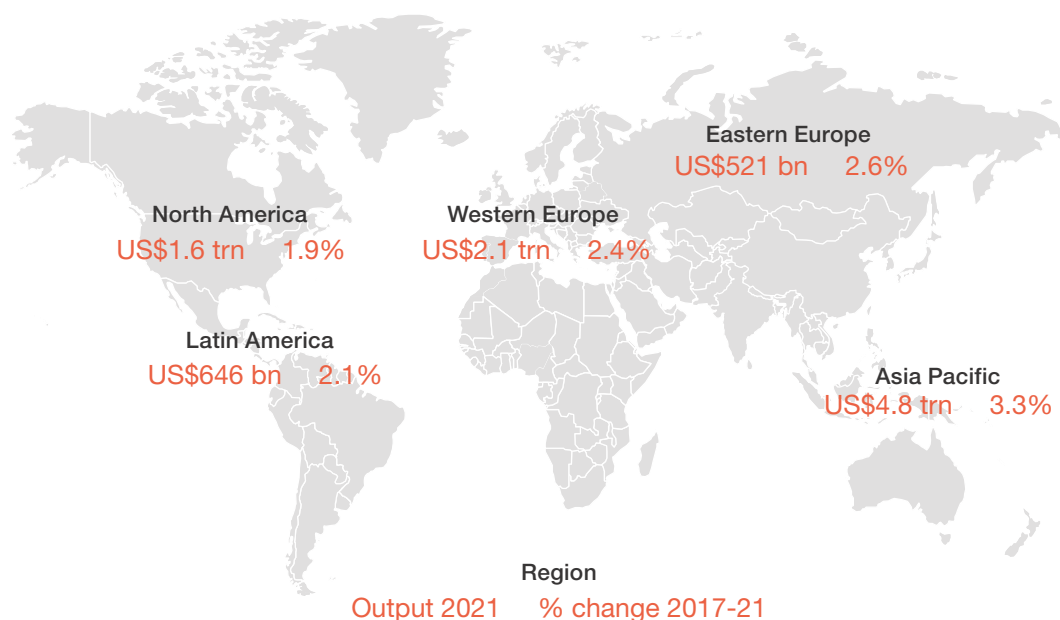 Eastern Europe
US$521 bn 2.6%
North America
US$1.6 trn 1.9%
Western Europe
US$2.1 trn 2.4%
Latin America
US$646 bn 2.1%
Asia Pacific
US$4.8 trn 3.3%
Region
Output 2021 % change 2017-21